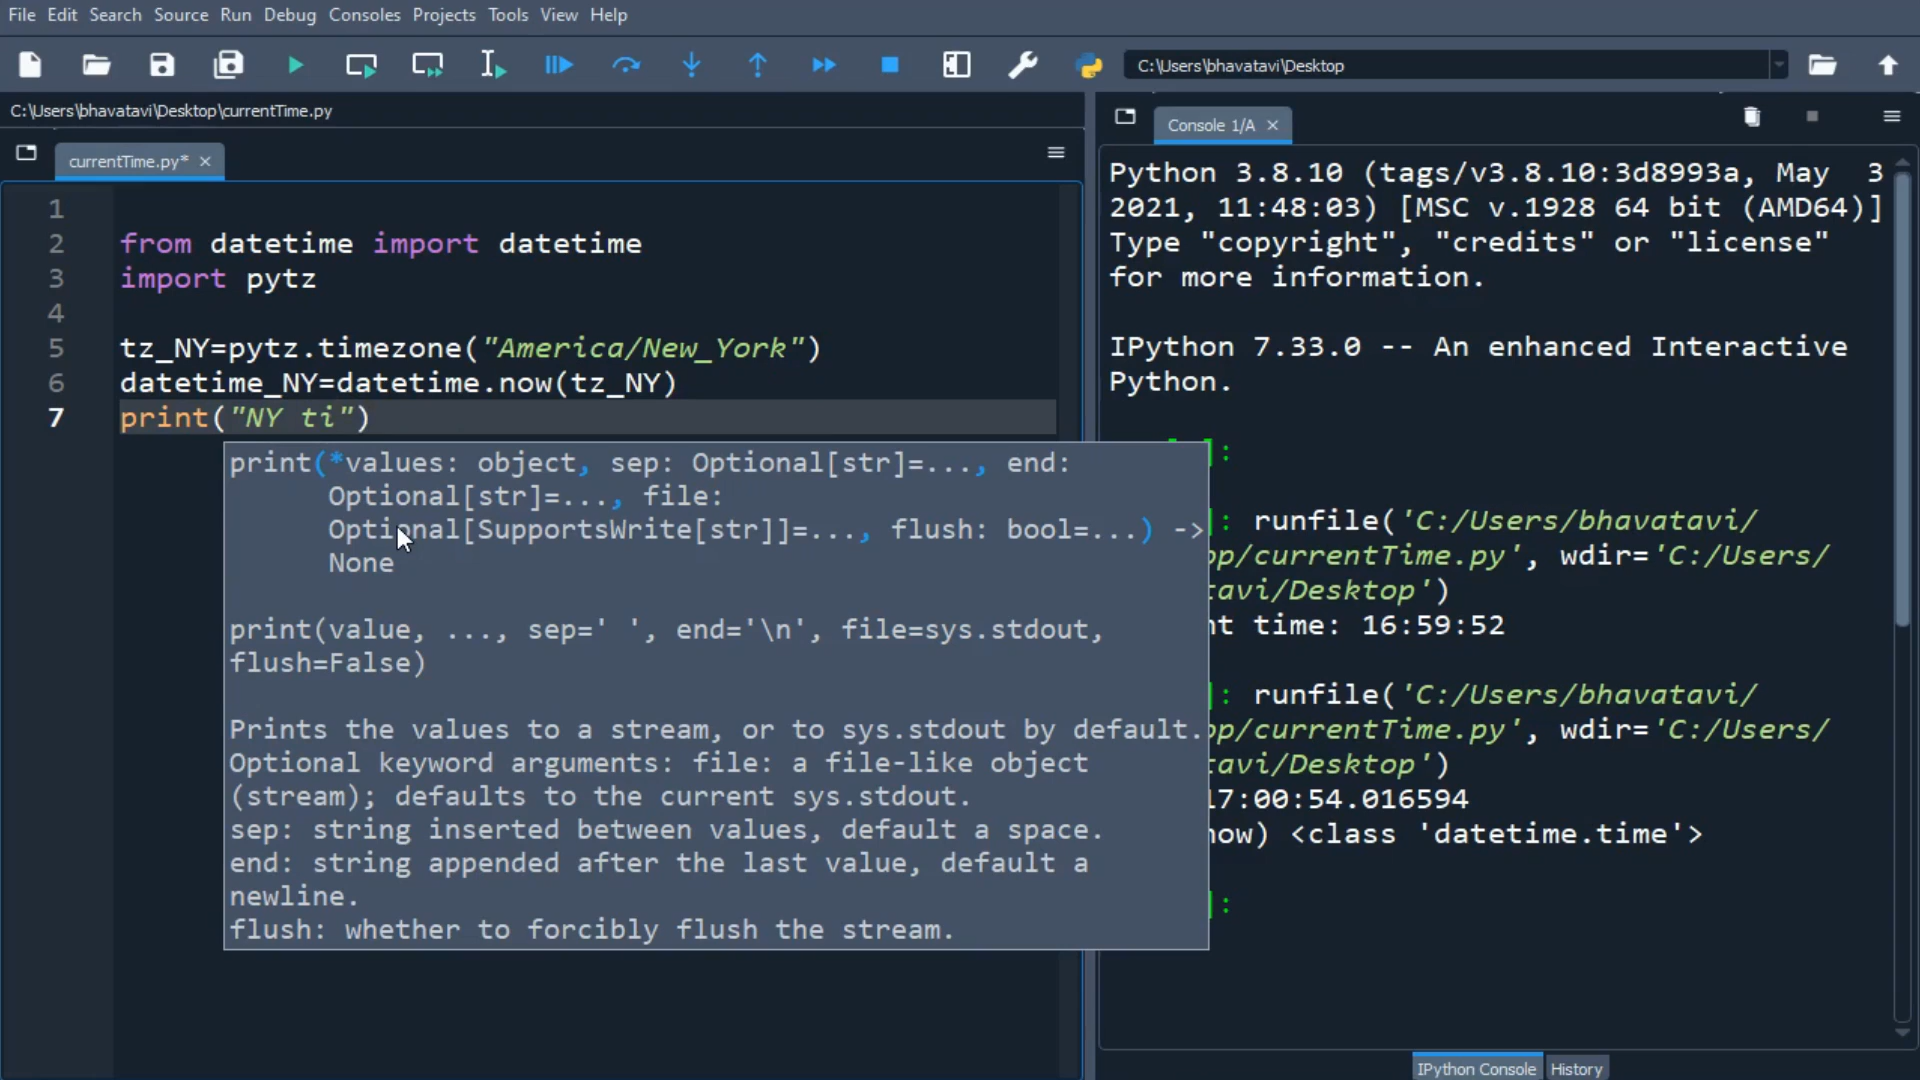 File Edit Search Source Run Debug Consoles Projects Tools View Help
C:\Users\bhavatavi\Desktop
C:\Users\bhavatavi\Desktop\currentTime.py
currentTime.py*
1
2 from datetime import datetime
3 import pytz
4
5 tz_NY=pytz.timezone("America/New_York")
6 datetime_NY=datetime.now(tz_NY)
7 print("NY ti")
print(*values: object, sep: Optional[str]=..., end:
Optional[str]=..., file:
Optional[SupportsWrite[str]]=..., flush: bool=...) ->
None
print(value, ..., sep=' ', end='\n', file=sys.stdout,
flush=False)
Prints the values to a stream, or to sys.stdout by default.
Optional keyword arguments: file: a file-like object
(stream); defaults to the current sys.stdout.
sep: string inserted between values, default a space.
end: string appended after the last value, default a
newline.
flush: whether to forcibly flush the stream.
Console 1/A
Python 3.8.10 (tags/v3.8.10:3d8993a, May 3
2021, 11:48:03) [MSC v.1928 64 bit (AMD64)]
Type "copyright", "credits" or "license"
for more information.
IPython 7.33.0 -- An enhanced Interactive
Python.
]:
]: runfile('C:/Users/bhavatavi/
op/currentTime.py', wdir='C:/Users/
tavi/Desktop')
nt time: 16:59:52
]: runfile('C:/Users/bhavatavi/
op/currentTime.py', wdir='C:/Users/
tavi/Desktop')
17:00:54.016594
now) <class 'datetime.time'>
]:
IPython Console History